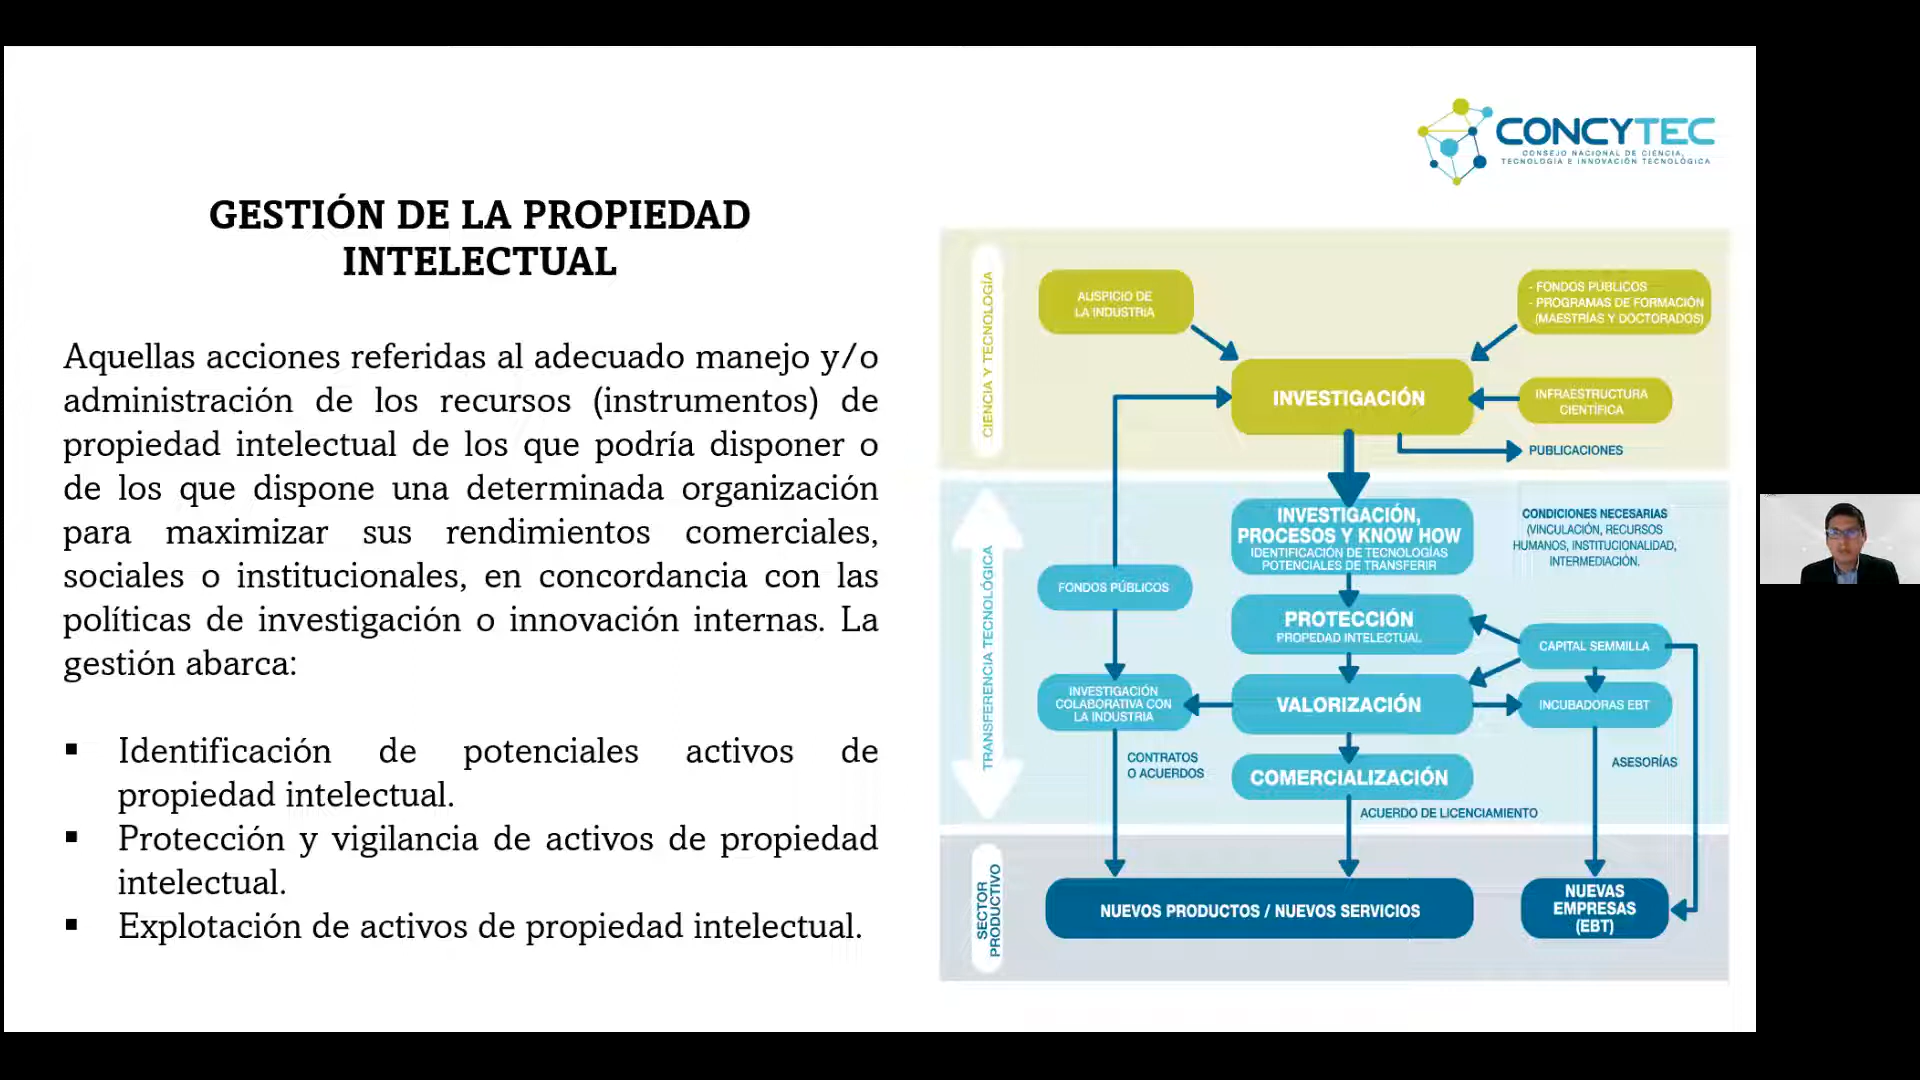 CONCYTEC
CONSEJO NACIONAL DE CIENCIA,
TECNOLOGÍA E INNOVACIÓN TECNOLÓGICA
GESTIÓN DE LA PROPIEDAD
INTELECTUAL
Aquellas acciones referidas al adecuado manejo y/o
administración de los recursos (instrumentos) de
propiedad intelectual de los que podría disponer o
de los que dispone una determinada organización
para maximizar sus rendimientos comerciales,
sociales o institucionales, en concordancia con las
políticas de investigación o innovación internas. La
gestión abarca:
▪ Identificación de potenciales activos de
propiedad intelectual.
▪ Protección y vigilancia de activos de propiedad
intelectual.
▪ Explotación de activos de propiedad intelectual.
CIENCIA Y TECNOLOGÍA
AUSPICIO DE
LA INDUSTRIA
- FONDOS PUBLICOS
- PROGRAMAS DE FORMACIÓN
(MAESTRÍAS Y DOCTORADOS)
INVESTIGACIÓN
INFRAESTRUCTURA
CIENTÍFICA
PUBLICACIONES
TRANSFERENCIA TECNOLÓGICA
INVESTIGACIÓN,
PROCESOS Y KNOW HOW
IDENTIFICACIÓN DE TECNOLOGÍAS
POTENCIALES DE TRANSFERIR
CONDICIONES NECESARIAS
(VINCULACIÓN, RECURSOS
HUMANOS, INSTITUCIONALIDAD,
INTERMEDIACIÓN.
FONDOS PÚBLICOS
PROTECCIÓN
PROPEDAD INTELECTUAL
CAPITAL SEMMILLA
INVESTIGACIÓN
COLABORATIVA CON
LA INDUSTRIA
VALORIZACIÓN
INCUBADORAS EBT
CONTRATOS
O ACUERDOS
COMERCIALIZACIÓN
ASESORÍAS
ACUERDO DE LICENCIAMIENTO
SECTOR
PRODUCTIVO
NUEVOS PRODUCTOS / NUEVOS SERVICIOS
NUEVAS
EMPRESAS
(EBT)